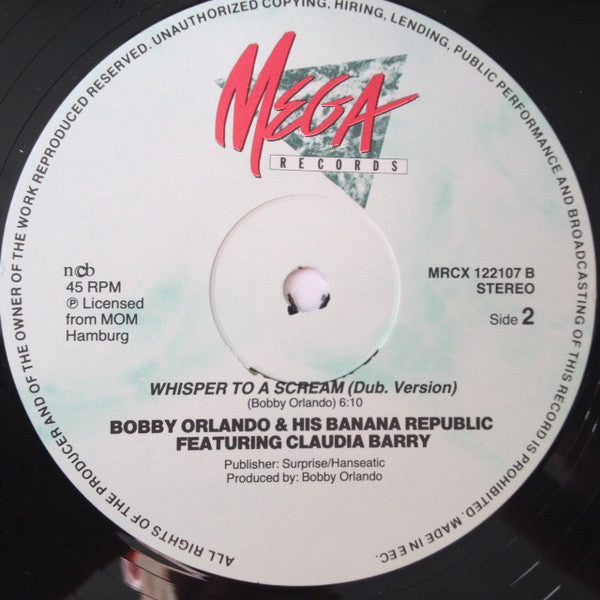 ALL RIGHTS OF THE PRODUCER AND OF THE OWNER OF THE WORK REPRODUCED RESERVED. UNAUTHORIZED COPYING, HIRING, LENDING, PUBLIC PERFORMANCE AND BROADCASTING OF THIS RECORD IS PROHIBITED. MADE IN EEC.
MEGA
RECORDS
ncb
45 RPM
℗ Licensed
from MOM
Hamburg
MRCX 122107 B
STEREO
Side 2
WHISPER TO A SCREAM (Dub. Version)
(Bobby Orlando) 6:10
BOBBY ORLANDO & HIS BANANA REPUBLIC
FEATURING CLAUDIA BARRY
Publisher: Surprise/Hanseatic
Produced by: Bobby Orlando